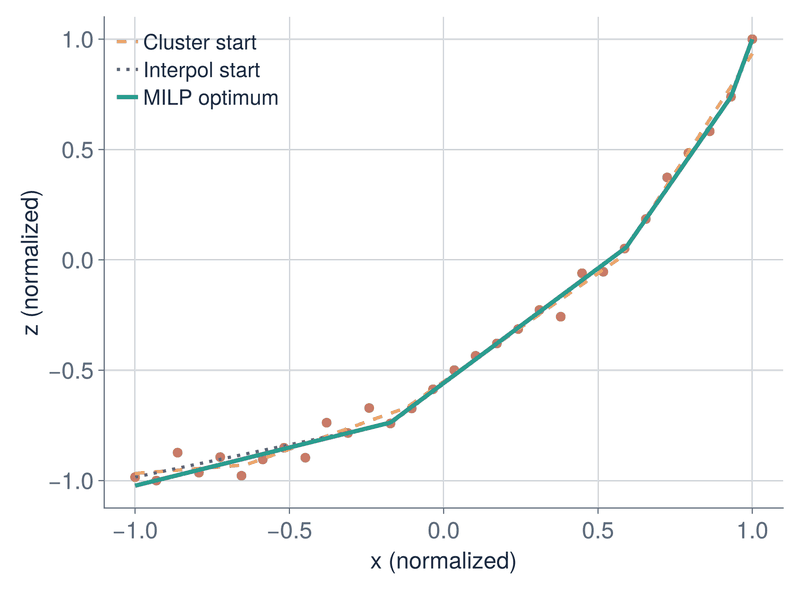 Cluster start
Interpol start
MILP optimum
1.0
0.5
0.0
−0.5
−1.0
z (normalized)
−1.0 −0.5 0.0 0.5 1.0
x (normalized)